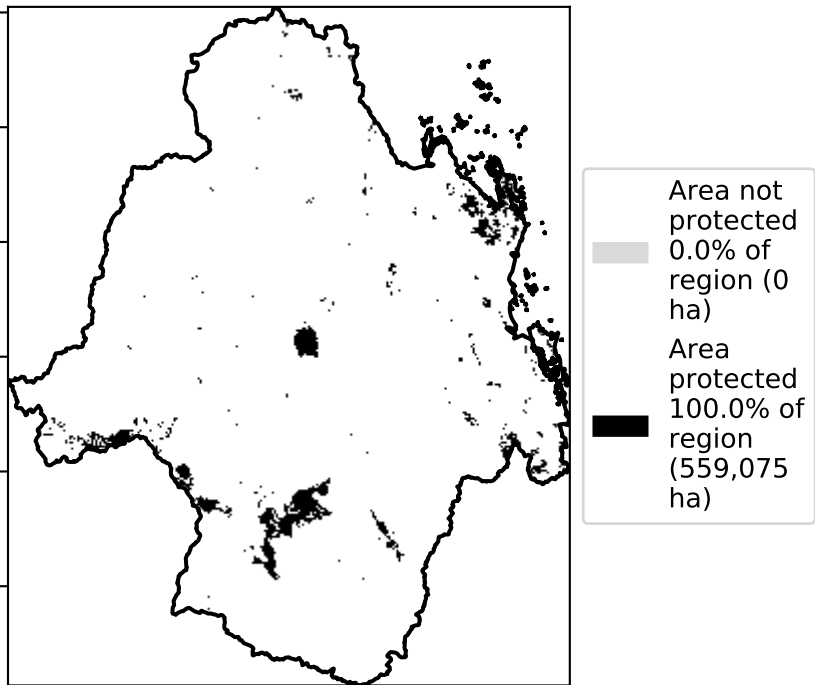 Area not
protected
0.0% of
region (0
ha)
Area
protected
100.0% of
region
(559,075
ha)